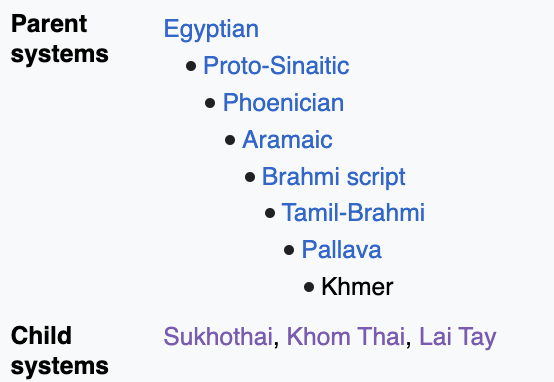 Parent systems
Egyptian
• Proto-Sinaitic
• Phoenician
• Aramaic
• Brahmi script
• Tamil-Brahmi
• Pallava
• Khmer
Child systems
Sukhothai, Khom Thai, Lai Tay